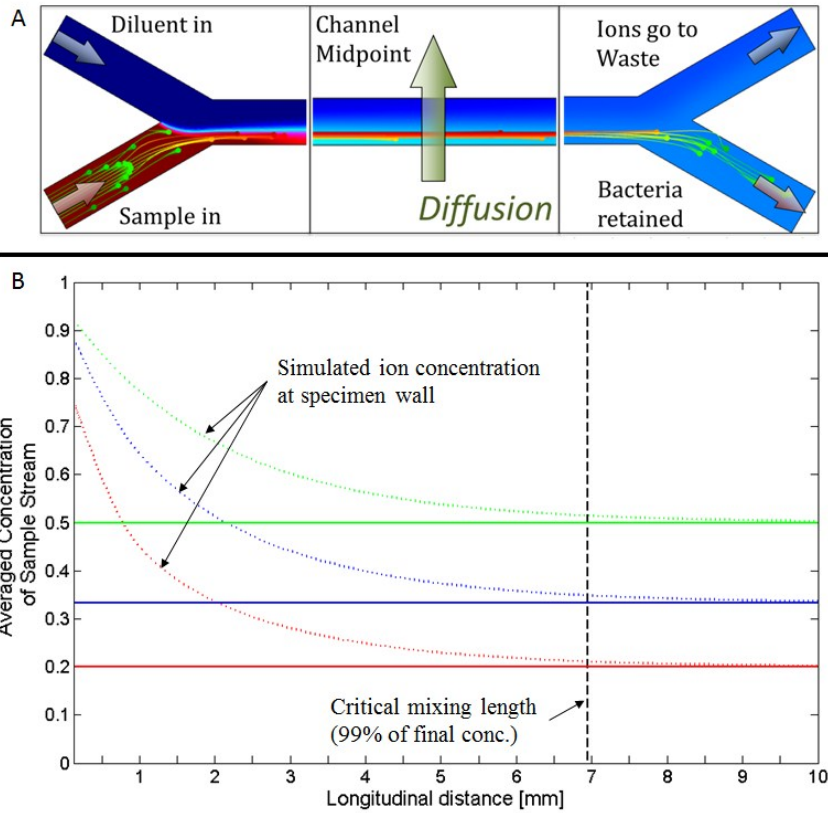 A
Diluent in
Sample in
Channel
Midpoint
Diffusion
Ions go to
Waste
Bacteria
retained
B
Averaged Concentration
of Sample Stream
1
0.9
0.8
0.7
0.6
0.5
0.4
0.3
0.2
0.1
0
Simulated ion concentration
at specimen wall
Critical mixing length
(99% of final conc.)
1 2 3 4 5 6 7 8 9 10
Longitudinal distance [mm]